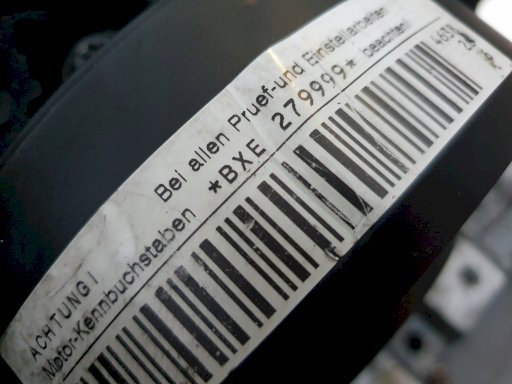 ACHTUNG! Bei allen Pruef-und Einstellarbeiten
Motor-Kennbuchstaben *BXE 279999* beachten!